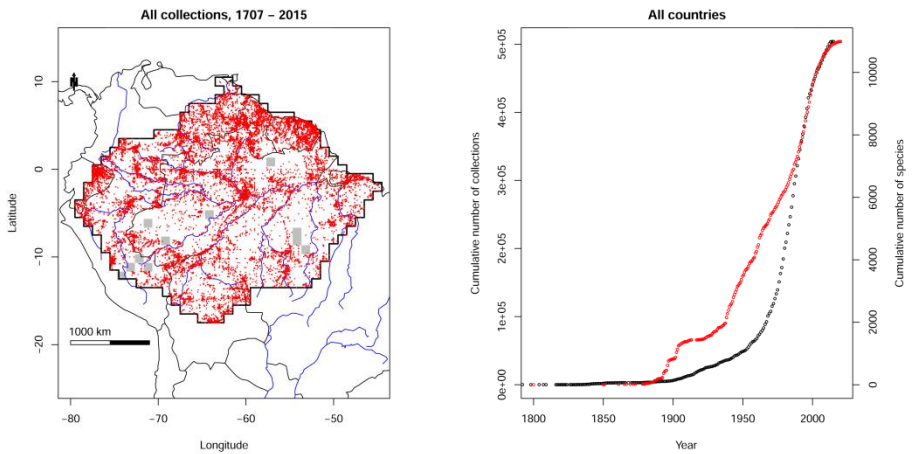 All collections, 1707 – 2015
N
10
0
−10
−20
Latitude
1000 km
−80 −70 −60 −50
Longitude
All countries
5e+05
4e+05
3e+05
2e+05
1e+05
0e+00
Cumulative number of collections
10000
8000
6000
4000
2000
0
Cumulative number of species
1800 1850 1900 1950 2000
Year